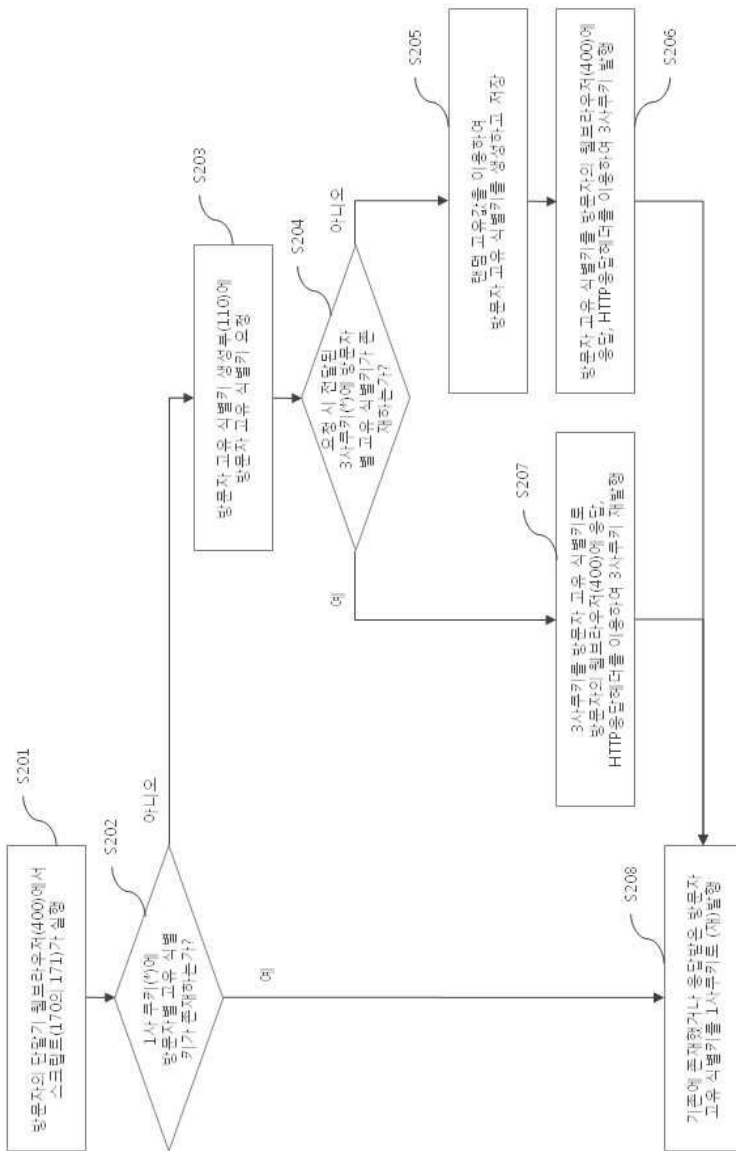 S201
방문자의 단말기 웹브라우저(400)에서
스크립트(170의 171)가 실행
S202
1사 쿠키(*)에
방문자별 고유 식별
키가 존재하는가?
아니오
예
S203
방문자 고유 식별키 생성부(110)에
방문자 고유 식별키 요청
S204
요청 시 전달된
3사쿠키(*)에 방문자
별 고유 식별키가 존
재하는가?
아니오
예
S205
랜덤 고유값을 이용하여
방문자 고유 식별키를 생성하고 저장
S206
방문자 고유 식별키를 방문자의 웹브라우저(400)에
응답, HTTP응답헤더를 이용하여 3사쿠키 발행
S207
3사쿠키를 방문자 고유 식별키로
방문자의 웹브라우저(400)에 응답,
HTTP응답헤더를 이용하여 3사쿠키 재발행
S208
기존에 존재했거나 응답받은 방문자
고유 식별키를 1사쿠키로 (재)발행